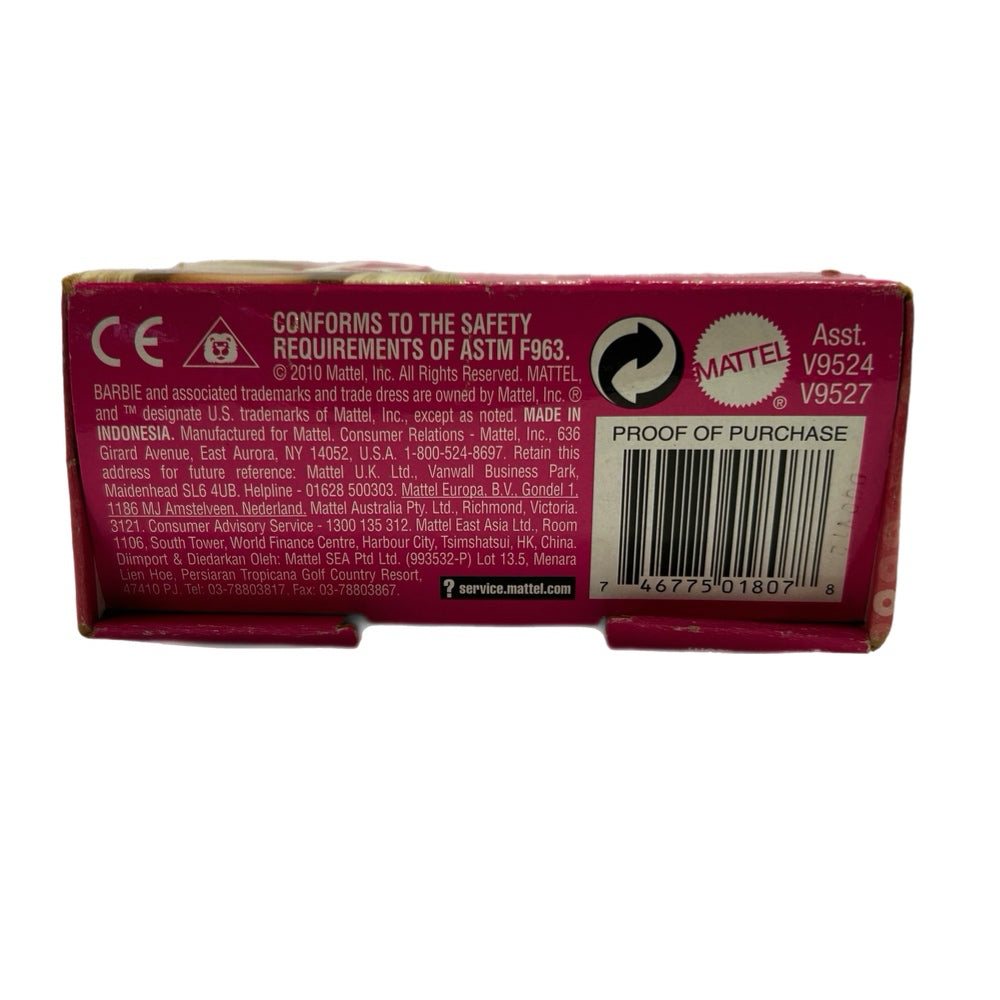 CE
CONFORMS TO THE SAFETY
REQUIREMENTS OF ASTM F963.
© 2010 Mattel, Inc. All Rights Reserved. MATTEL,
BARBIE and associated trademarks and trade dress are owned by Mattel, Inc. ®
and ™ designate U.S. trademarks of Mattel, Inc., except as noted. MADE IN
INDONESIA. Manufactured for Mattel. Consumer Relations - Mattel, Inc., 636
Girard Avenue, East Aurora, NY 14052, U.S.A. 1-800-524-8697. Retain this
address for future reference: Mattel U.K. Ltd., Vanwall Business Park,
Maidenhead SL6 4UB. Helpline - 01628 500303. Mattel Europa, B.V., Gondel 1,
1186 MJ Amstelveen, Nederland. Mattel Australia Pty. Ltd., Richmond, Victoria.
3121. Consumer Advisory Service - 1300 135 312. Mattel East Asia Ltd., Room
1106, South Tower, World Finance Centre, Harbour City, Tsimshatsui, HK, China.
Diimport & Diedarkan Oleh: Mattel SEA Ptd Ltd. (993532-P) Lot 13.5, Menara
Lien Hoe, Persiaran Tropicana Golf Country Resort,
47410 PJ. Tel: 03-78803817. Fax: 03-78803867.
? service.mattel.com
MATTEL ®
Asst.
V9524
V9527
PROOF OF PURCHASE
7 46775 01807 8